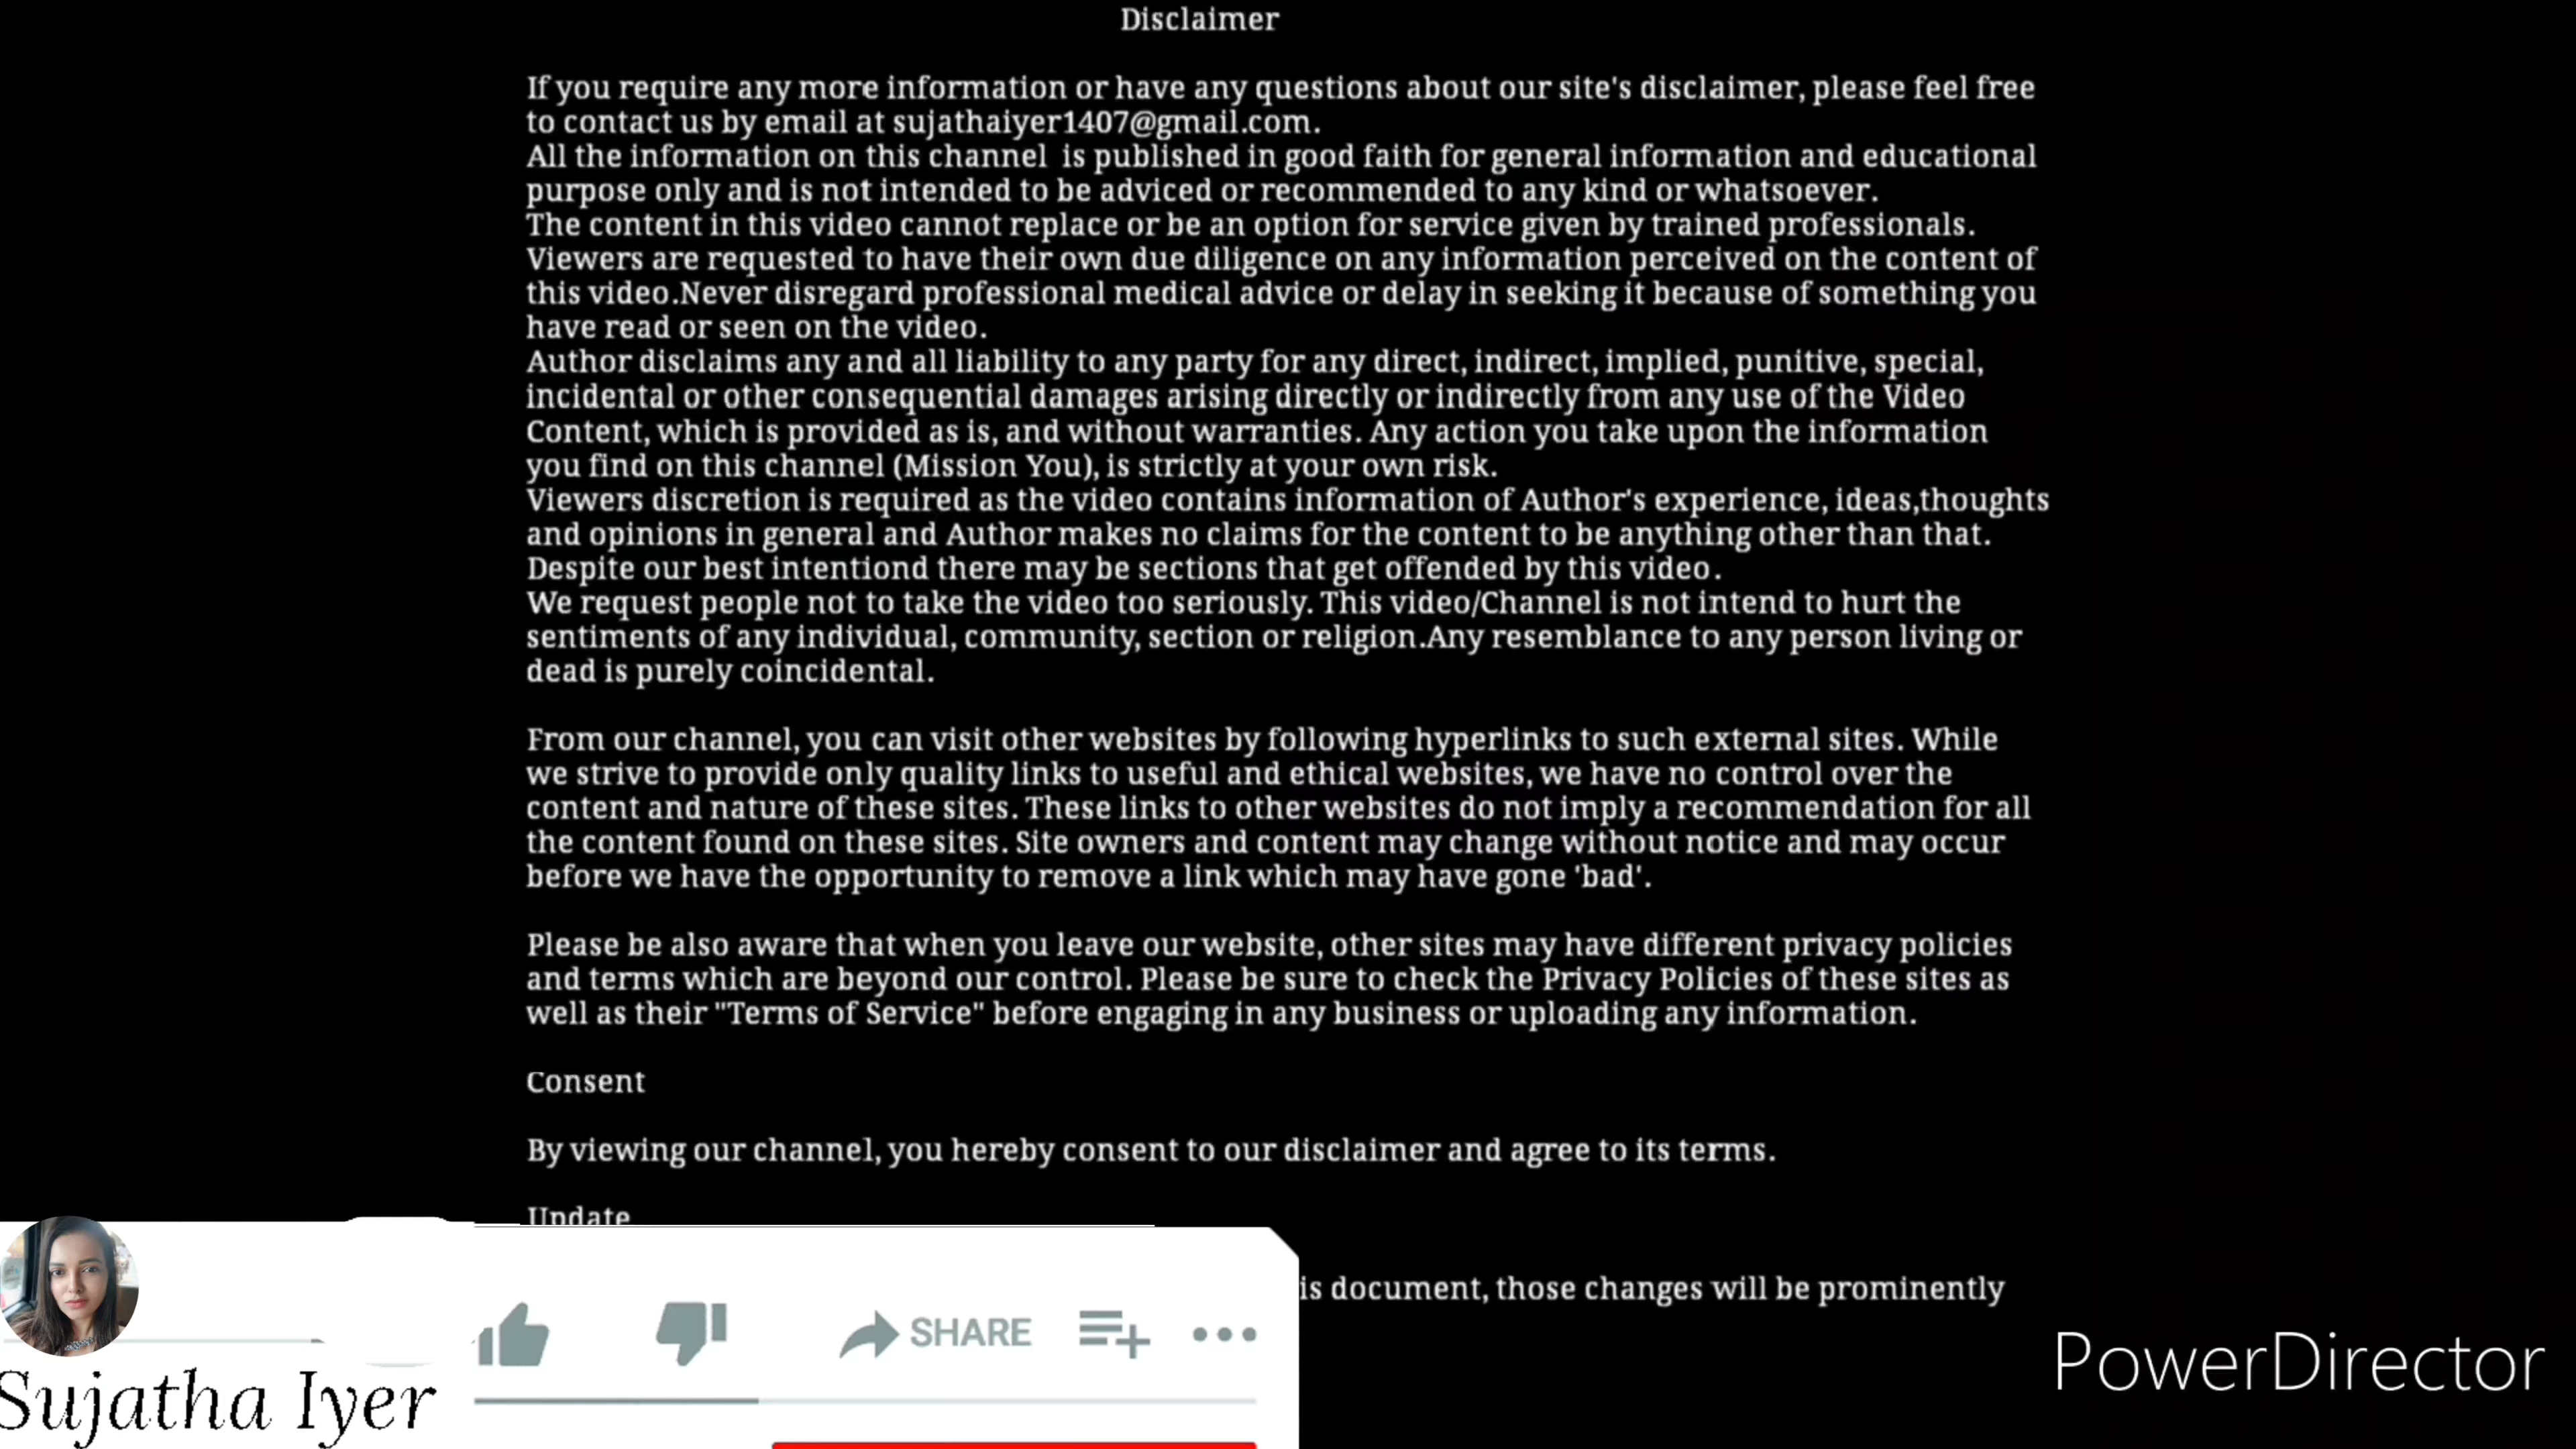 Disclaimer
If you require any more information or have any questions about our site's disclaimer, please feel free
to contact us by email at sujathaiyer1407@gmail.com.
All the information on this channel  is published in good faith for general information and educational
purpose only and is not intended to be adviced or recommended to any kind or whatsoever.
The content in this video cannot replace or be an option for service given by trained professionals.
Viewers are requested to have their own due diligence on any information perceived on the content of
this video.Never disregard professional medical advice or delay in seeking it because of something you
have read or seen on the video.
Author disclaims any and all liability to any party for any direct, indirect, implied, punitive, special,
incidental or other consequential damages arising directly or indirectly from any use of the Video
Content, which is provided as is, and without warranties. Any action you take upon the information
you find on this channel (Mission You), is strictly at your own risk.
Viewers discretion is required as the video contains information of Author's experience, ideas,thoughts
and opinions in general and Author makes no claims for the content to be anything other than that.
Despite our best intentiond there may be sections that get offended by this video.
We request people not to take the video too seriously. This video/Channel is not intend to hurt the
sentiments of any individual, community, section or religion.Any resemblance to any person living or
dead is purely coincidental.
From our channel, you can visit other websites by following hyperlinks to such external sites. While
we strive to provide only quality links to useful and ethical websites, we have no control over the
content and nature of these sites. These links to other websites do not imply a recommendation for all
the content found on these sites. Site owners and content may change without notice and may occur
before we have the opportunity to remove a link which may have gone 'bad'.
Please be also aware that when you leave our website, other sites may have different privacy policies
and terms which are beyond our control. Please be sure to check the Privacy Policies of these sites as
well as their "Terms of Service" before engaging in any business or uploading any information.
Consent
By viewing our channel, you hereby consent to our disclaimer and agree to its terms.
Update
is document, those changes will be prominently
SHARE
Sujatha Iyer
PowerDirector